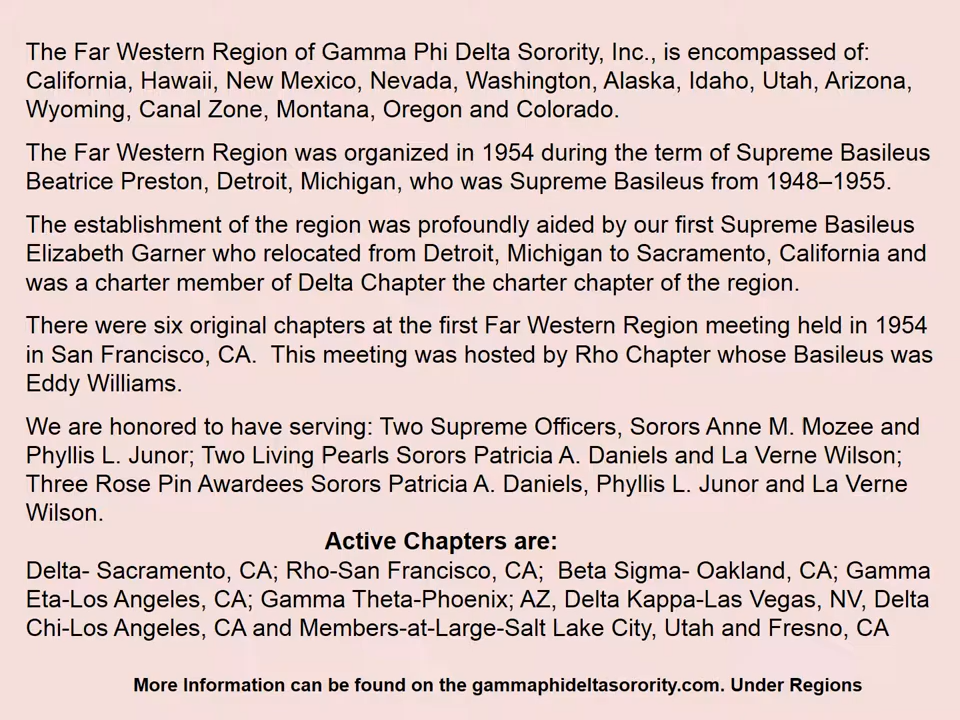 The Far Western Region of Gamma Phi Delta Sorority, Inc., is encompassed of:
California, Hawaii, New Mexico, Nevada, Washington, Alaska, Idaho, Utah, Arizona,
Wyoming, Canal Zone, Montana, Oregon and Colorado.
The Far Western Region was organized in 1954 during the term of Supreme Basileus
Beatrice Preston, Detroit, Michigan, who was Supreme Basileus from 1948–1955.
The establishment of the region was profoundly aided by our first Supreme Basileus
Elizabeth Garner who relocated from Detroit, Michigan to Sacramento, California and
was a charter member of Delta Chapter the charter chapter of the region.
There were six original chapters at the first Far Western Region meeting held in 1954
in San Francisco, CA.  This meeting was hosted by Rho Chapter whose Basileus was
Eddy Williams.
We are honored to have serving: Two Supreme Officers, Sorors Anne M. Mozee and
Phyllis L. Junor; Two Living Pearls Sorors Patricia A. Daniels and La Verne Wilson;
Three Rose Pin Awardees Sorors Patricia A. Daniels, Phyllis L. Junor and La Verne
Wilson.
Active Chapters are:
Delta- Sacramento, CA; Rho-San Francisco, CA;  Beta Sigma- Oakland, CA; Gamma
Eta-Los Angeles, CA; Gamma Theta-Phoenix; AZ, Delta Kappa-Las Vegas, NV, Delta
Chi-Los Angeles, CA and Members-at-Large-Salt Lake City, Utah and Fresno, CA
More Information can be found on the gammaphideltasorority.com. Under Regions